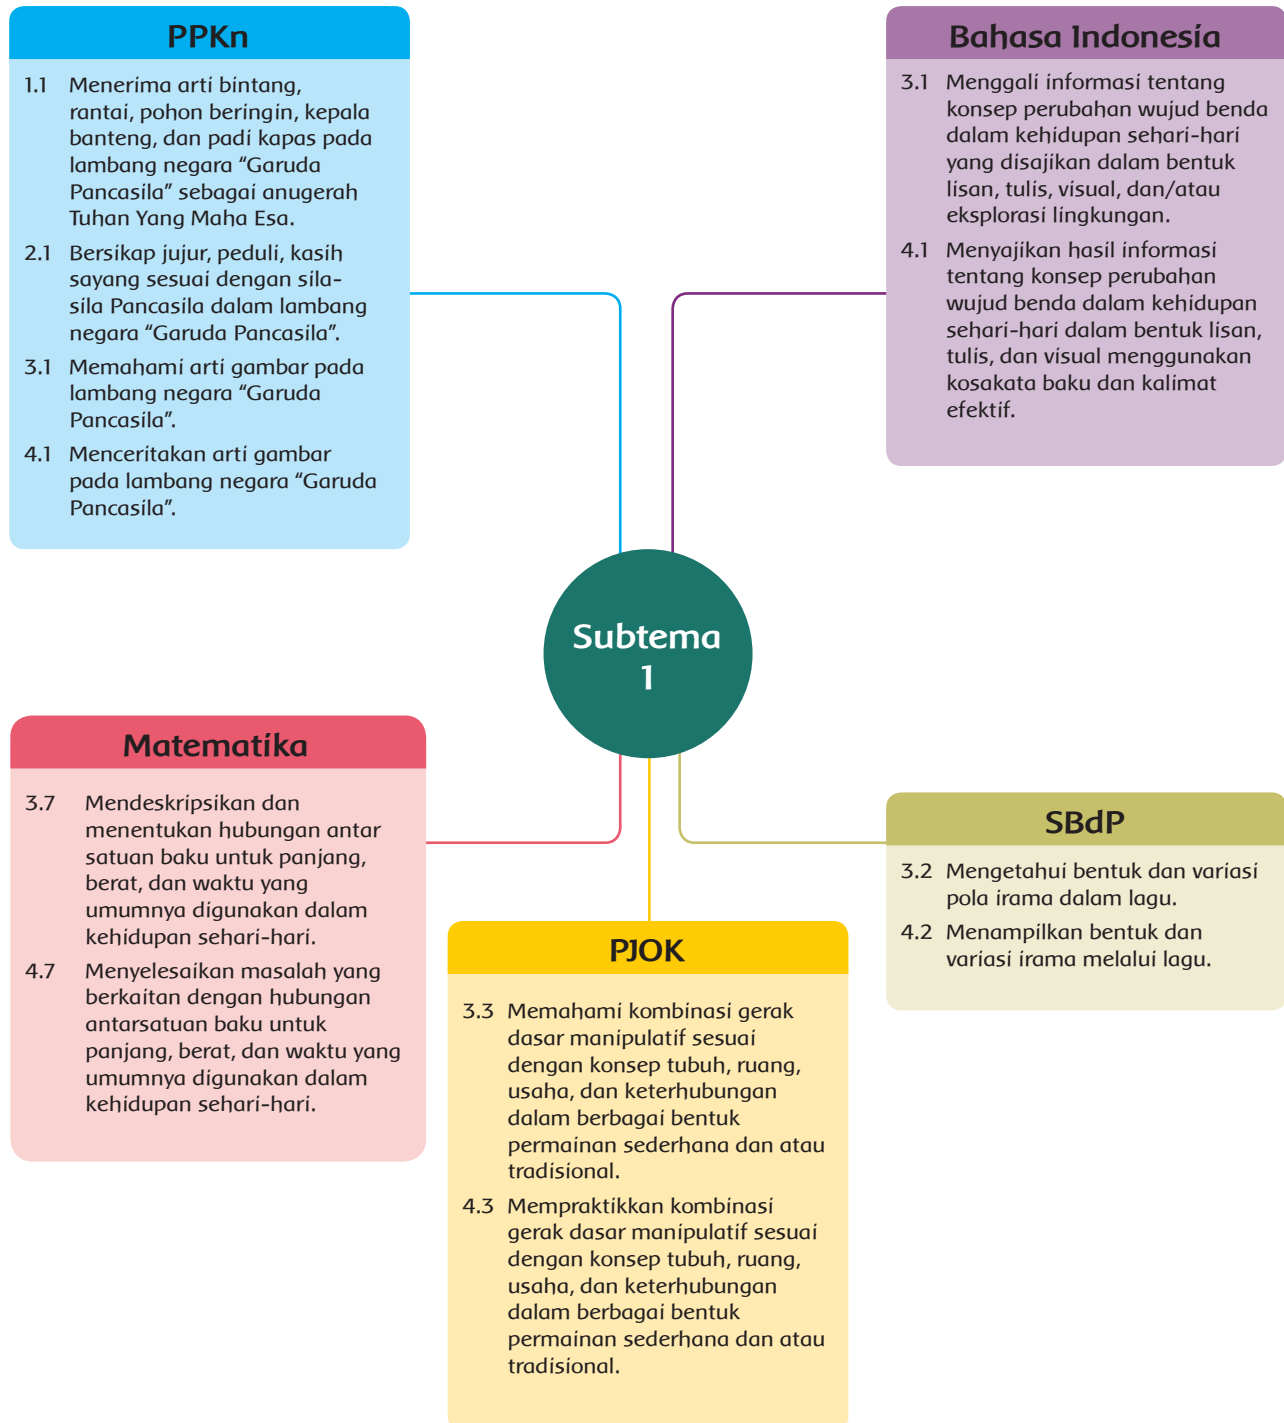 PPKn
1.1 Menerima arti bintang,
rantai, pohon beringin, kepala
banteng, dan padi kapas pada
lambang negara “Garuda
Pancasila” sebagai anugerah
Tuhan Yang Maha Esa.
2.1 Bersikap jujur, peduli, kasih
sayang sesuai dengan sila-
sila Pancasila dalam lambang
negara “Garuda Pancasila”.
3.1 Memahami arti gambar pada
lambang negara “Garuda
Pancasila”.
4.1 Menceritakan arti gambar
pada lambang negara “Garuda
Pancasila”.
Bahasa Indonesia
3.1 Menggali informasi tentang
konsep perubahan wujud benda
dalam kehidupan sehari-hari
yang disajikan dalam bentuk
lisan, tulis, visual, dan/atau
eksplorasi lingkungan.
4.1 Menyajikan hasil informasi
tentang konsep perubahan
wujud benda dalam kehidupan
sehari-hari dalam bentuk lisan,
tulis, dan visual menggunakan
kosakata baku dan kalimat
efektif.
Subtema
1
Matematika
3.7 Mendeskripsikan dan
menentukan hubungan antar
satuan baku untuk panjang,
berat, dan waktu yang
umumnya digunakan dalam
kehidupan sehari-hari.
4.7 Menyelesaikan masalah yang
berkaitan dengan hubungan
antarsatuan baku untuk
panjang, berat, dan waktu yang
umumnya digunakan dalam
kehidupan sehari-hari.
PJOK
3.3 Memahami kombinasi gerak
dasar manipulatif sesuai
dengan konsep tubuh, ruang,
usaha, dan keterhubungan
dalam berbagai bentuk
permainan sederhana dan atau
tradisional.
4.3 Mempraktikkan kombinasi
gerak dasar manipulatif sesuai
dengan konsep tubuh, ruang,
usaha, dan keterhubungan
dalam berbagai bentuk
permainan sederhana dan atau
tradisional.
SBdP
3.2 Mengetahui bentuk dan variasi
pola irama dalam lagu.
4.2 Menampilkan bentuk dan
variasi irama melalui lagu.